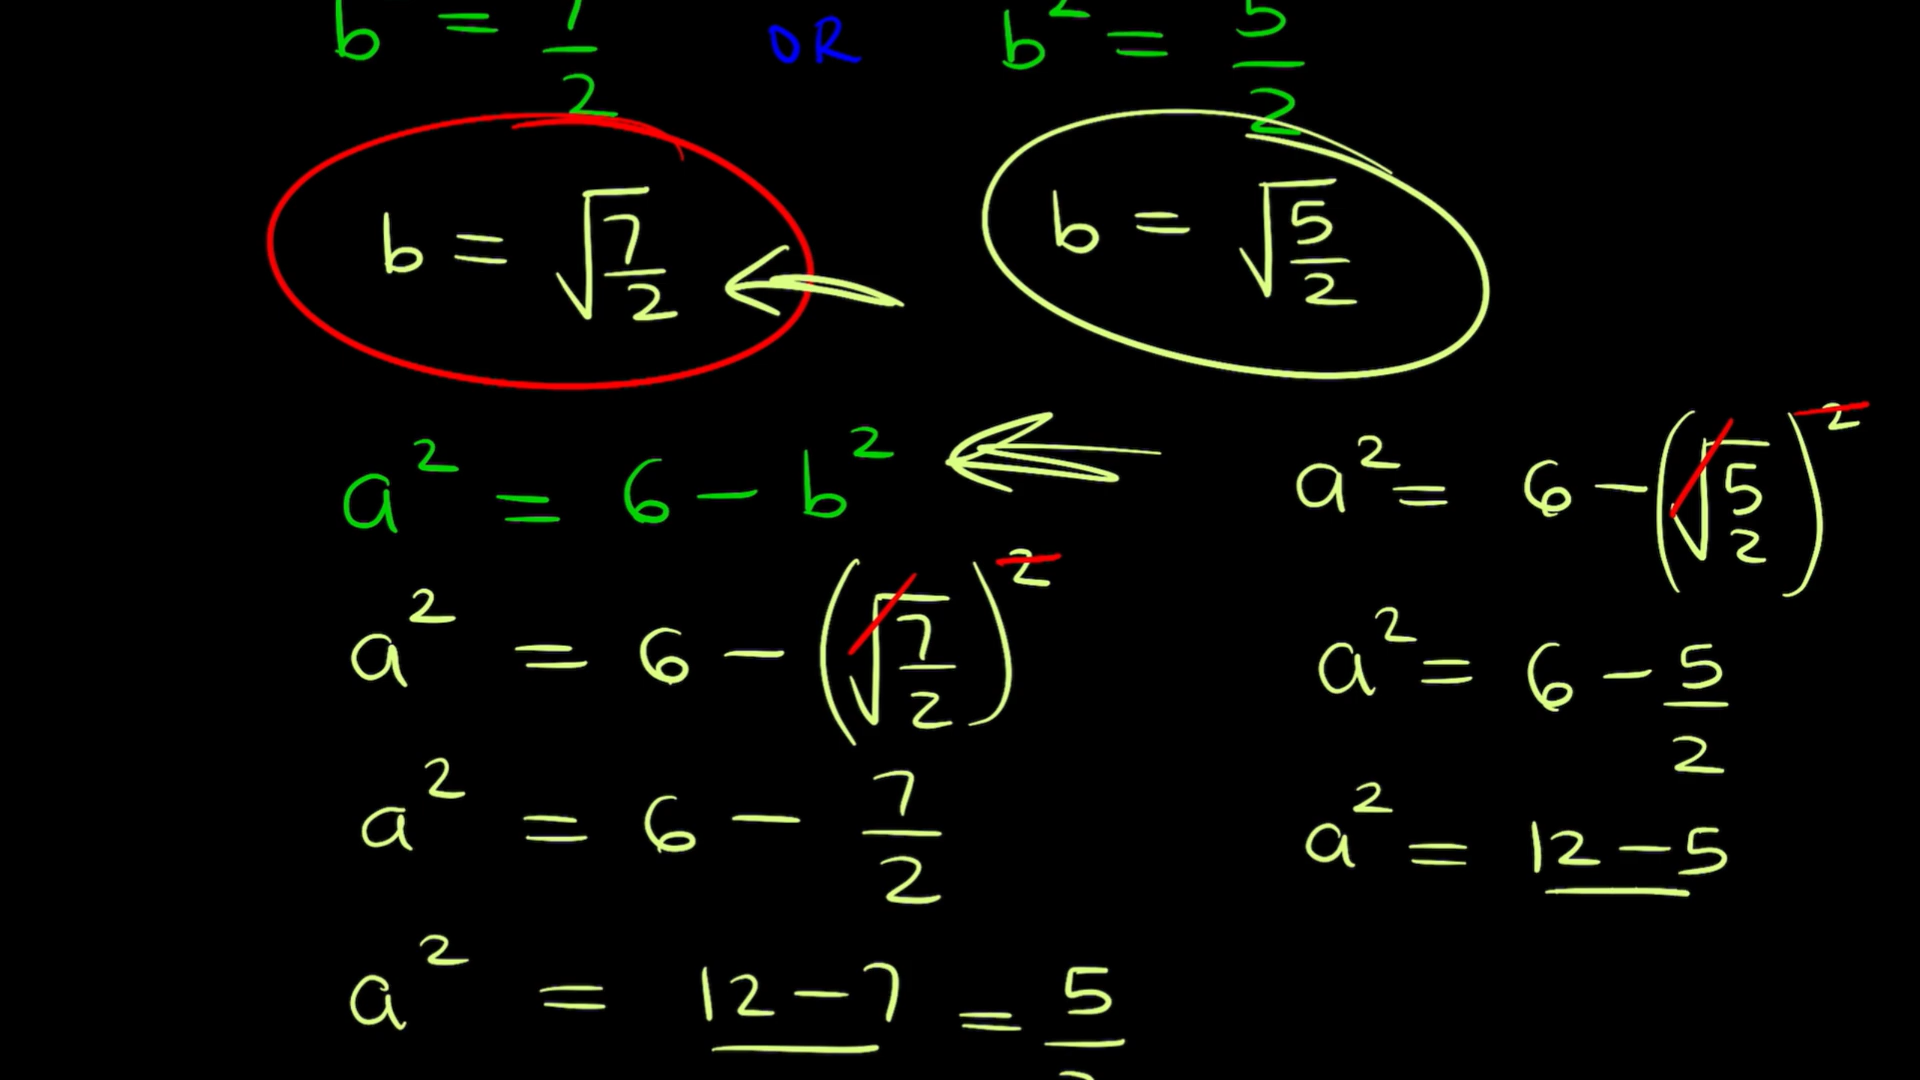 b = 7/2 OR b² = 5/2
b = √(7/2) b = √(5/2)
a² = 6 − b² a² = 6 − (√5/2)²
a² = 6 − (√(7/2))² a² = 6 − 5/2
a² = 6 − 7/2 a² = 12 − 5
a² = 12 − 7 = 5